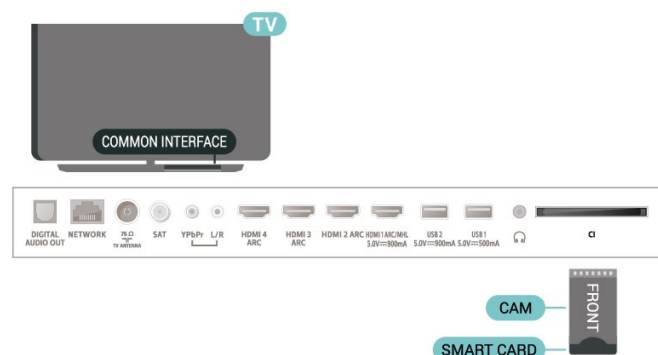 TV
COMMON INTERFACE
DIGITAL
AUDIO OUT
NETWORK
75 Ω
TV ANTENNA
SAT
YPbPr
L/R
HDMI 4
ARC
HDMI 3
ARC
HDMI 2 ARC
HDMI 1 ARC/MHL
5.0V⎓900mA
USB 2
5.0V⎓900mA
USB 1
5.0V⎓500mA
CI
CAM
FRONT
SMART CARD